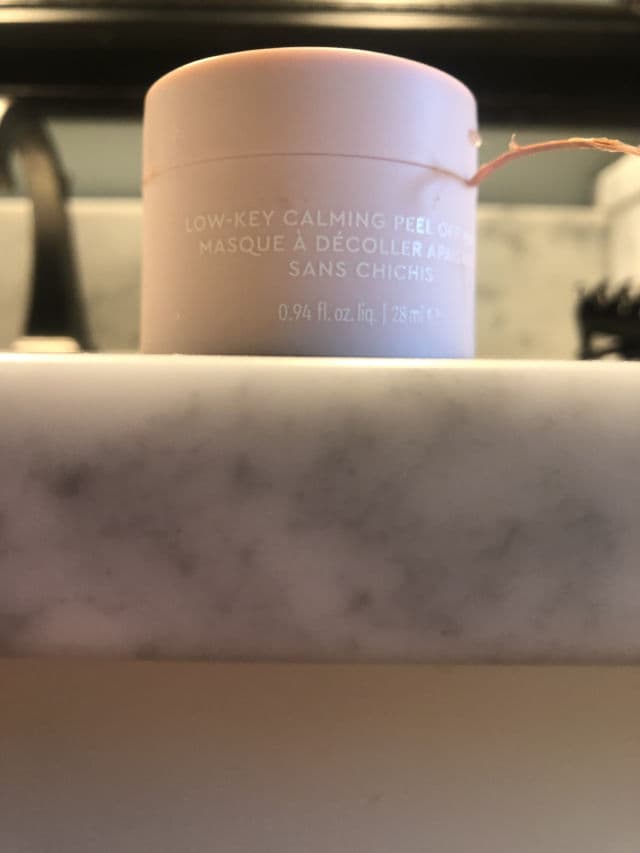 LOW-KEY CALMING PEEL OFF
MASQUE À DÉCOLLER
SANS CHICHIS
0.94 fl. oz. liq. | 28 ml